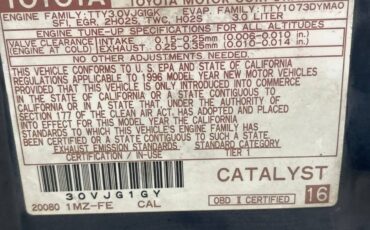 TOYOTA TOYOTA MOTOR
ENGINE FAMILY: TTY3.0VJGIGK EVAP. FAMILY: TTY1073DYMA0
SFI, EGR, 2HO2S, TWC, HO2S 3.0 LITER
ENGINE TUNE-UP SPECIFICATIONS FOR ALL ALTITUDES
VALVE CLEARANCE INTAKE 0.15-0.25mm (0.006-0.010 in.)
(ENGINE AT COLD) EXHAUST 0.25-0.35mm (0.010-0.014 in.)
NO OTHER ADJUSTMENTS NEEDED.
THIS VEHICLE CONFORMS TO U.S. EPA AND STATE OF CALIFORNIA
REGULATIONS APPLICABLE TO 1996 MODEL YEAR NEW MOTOR VEHICLES
PROVIDED THAT THIS VEHICLE IS ONLY INTRODUCED INTO COMMERCE
IN THE STATE OF CALIFORNIA OR IN A STATE CONTIGUOUS TO
CALIFORNIA OR IN A STATE THAT, UNDER THE AUTHORITY OF
SECTION 177 OF THE CLEAN AIR ACT, HAS ADOPTED AND PLACED
INTO EFFECT FOR THIS MODEL YEAR THE CALIFORNIA
STANDARDS TO WHICH THIS VEHICLE'S ENGINE FAMILY HAS
BEEN CERTIFIED OR A STATE CONTIGUOUS TO SUCH A STATE.
EXHAUST EMISSION STANDARDS STANDARD CATEGORY
CERTIFICATION/IN-USE TIER 1
30VJG1GY
CATALYST
20080 1MZ-FE CAL
OBD II CERTIFIED
16